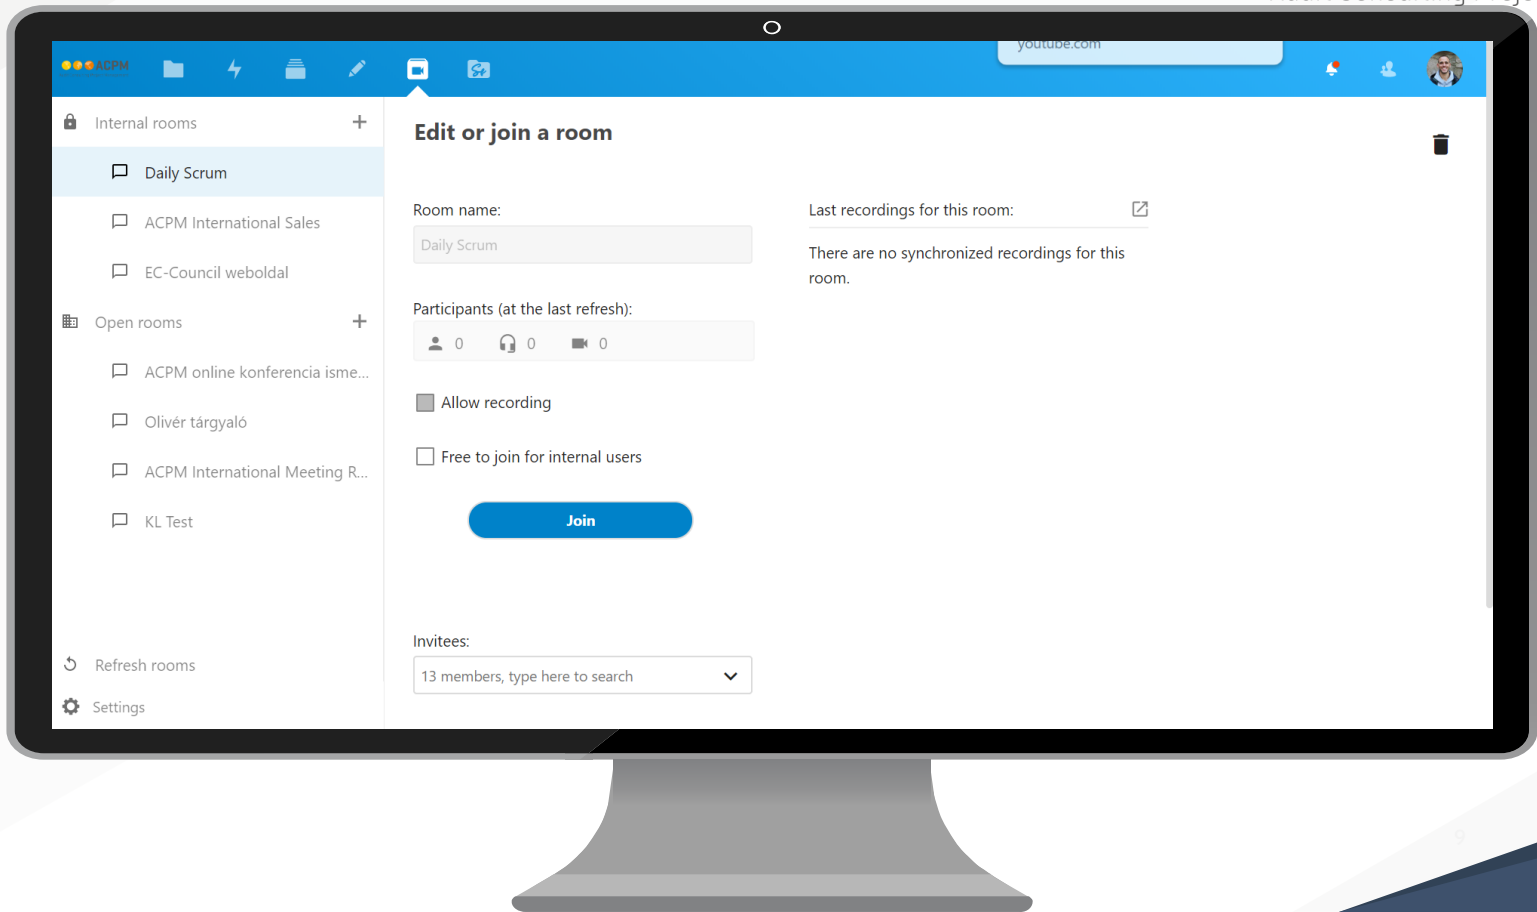 youtube.com
ACPM
Internal rooms
Daily Scrum
ACPM International Sales
EC-Council weboldal
Open rooms
ACPM online konferencia isme...
Olivér tárgyaló
ACPM International Meeting R...
KL Test
Refresh rooms
Settings
Edit or join a room
Room name:
Daily Scrum
Participants (at the last refresh):
0 0 0
Allow recording
Free to join for internal users
Join
Invitees:
13 members, type here to search
Last recordings for this room:
There are no synchronized recordings for this
room.
9